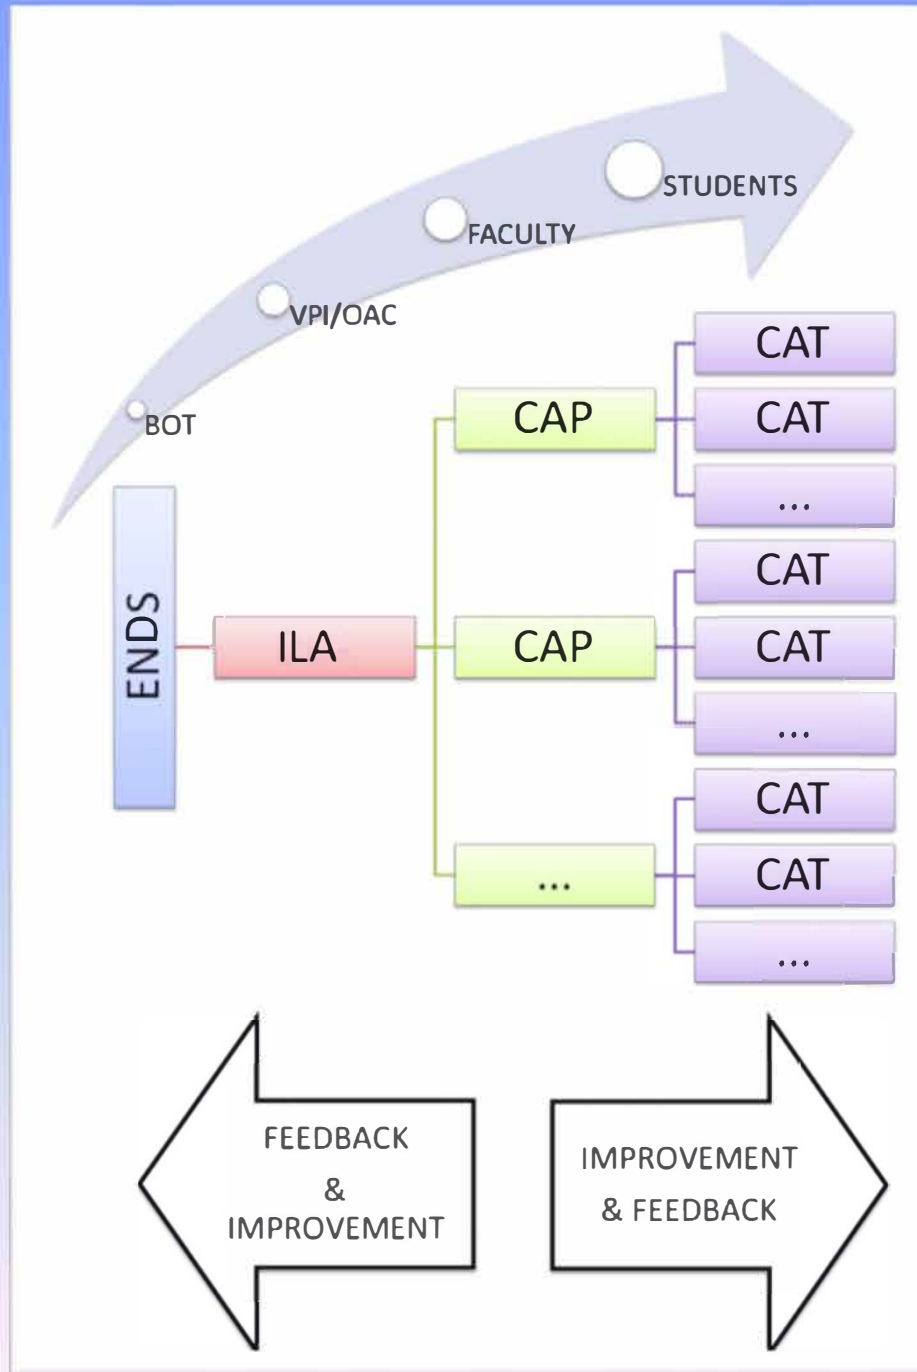 STUDENTS
FACULTY
VPI/OAC
BOT
ENDS
ILA
CAP
CAT
CAT
...
CAP
CAT
CAT
...
...
CAT
CAT
...
FEEDBACK
&
IMPROVEMENT
IMPROVEMENT
& FEEDBACK